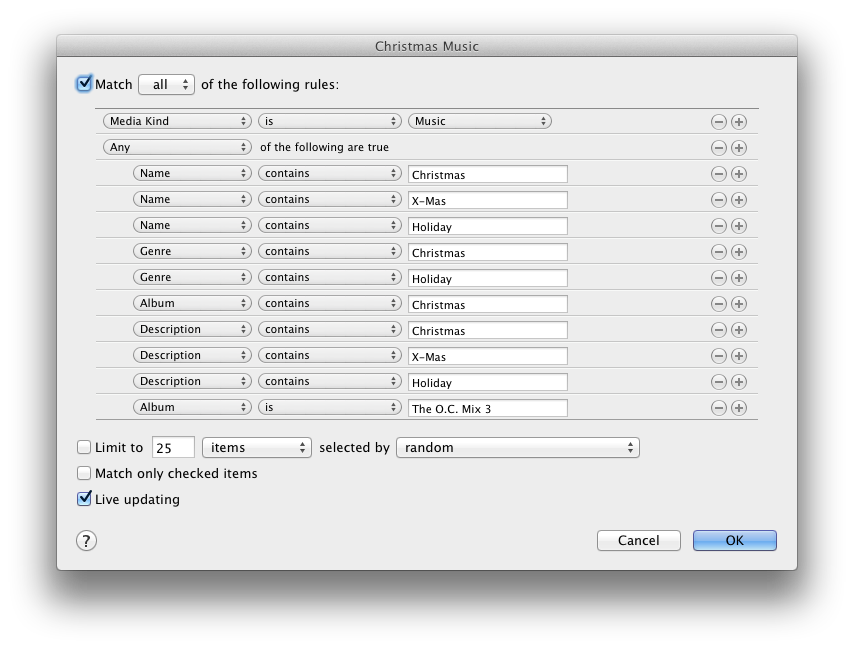 Christmas Music
Match all of the following rules:
Media Kind is Music
Any of the following are true
Name contains Christmas
Name contains X-Mas
Name contains Holiday
Genre contains Christmas
Genre contains Holiday
Album contains Christmas
Description contains Christmas
Description contains X-Mas
Description contains Holiday
Album is The O.C. Mix 3
Limit to 25 items selected by random
Match only checked items
Live updating
? Cancel OK